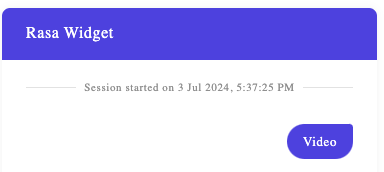 Rasa Widget
Session started on 3 Jul 2024, 5:37:25 PM
Video